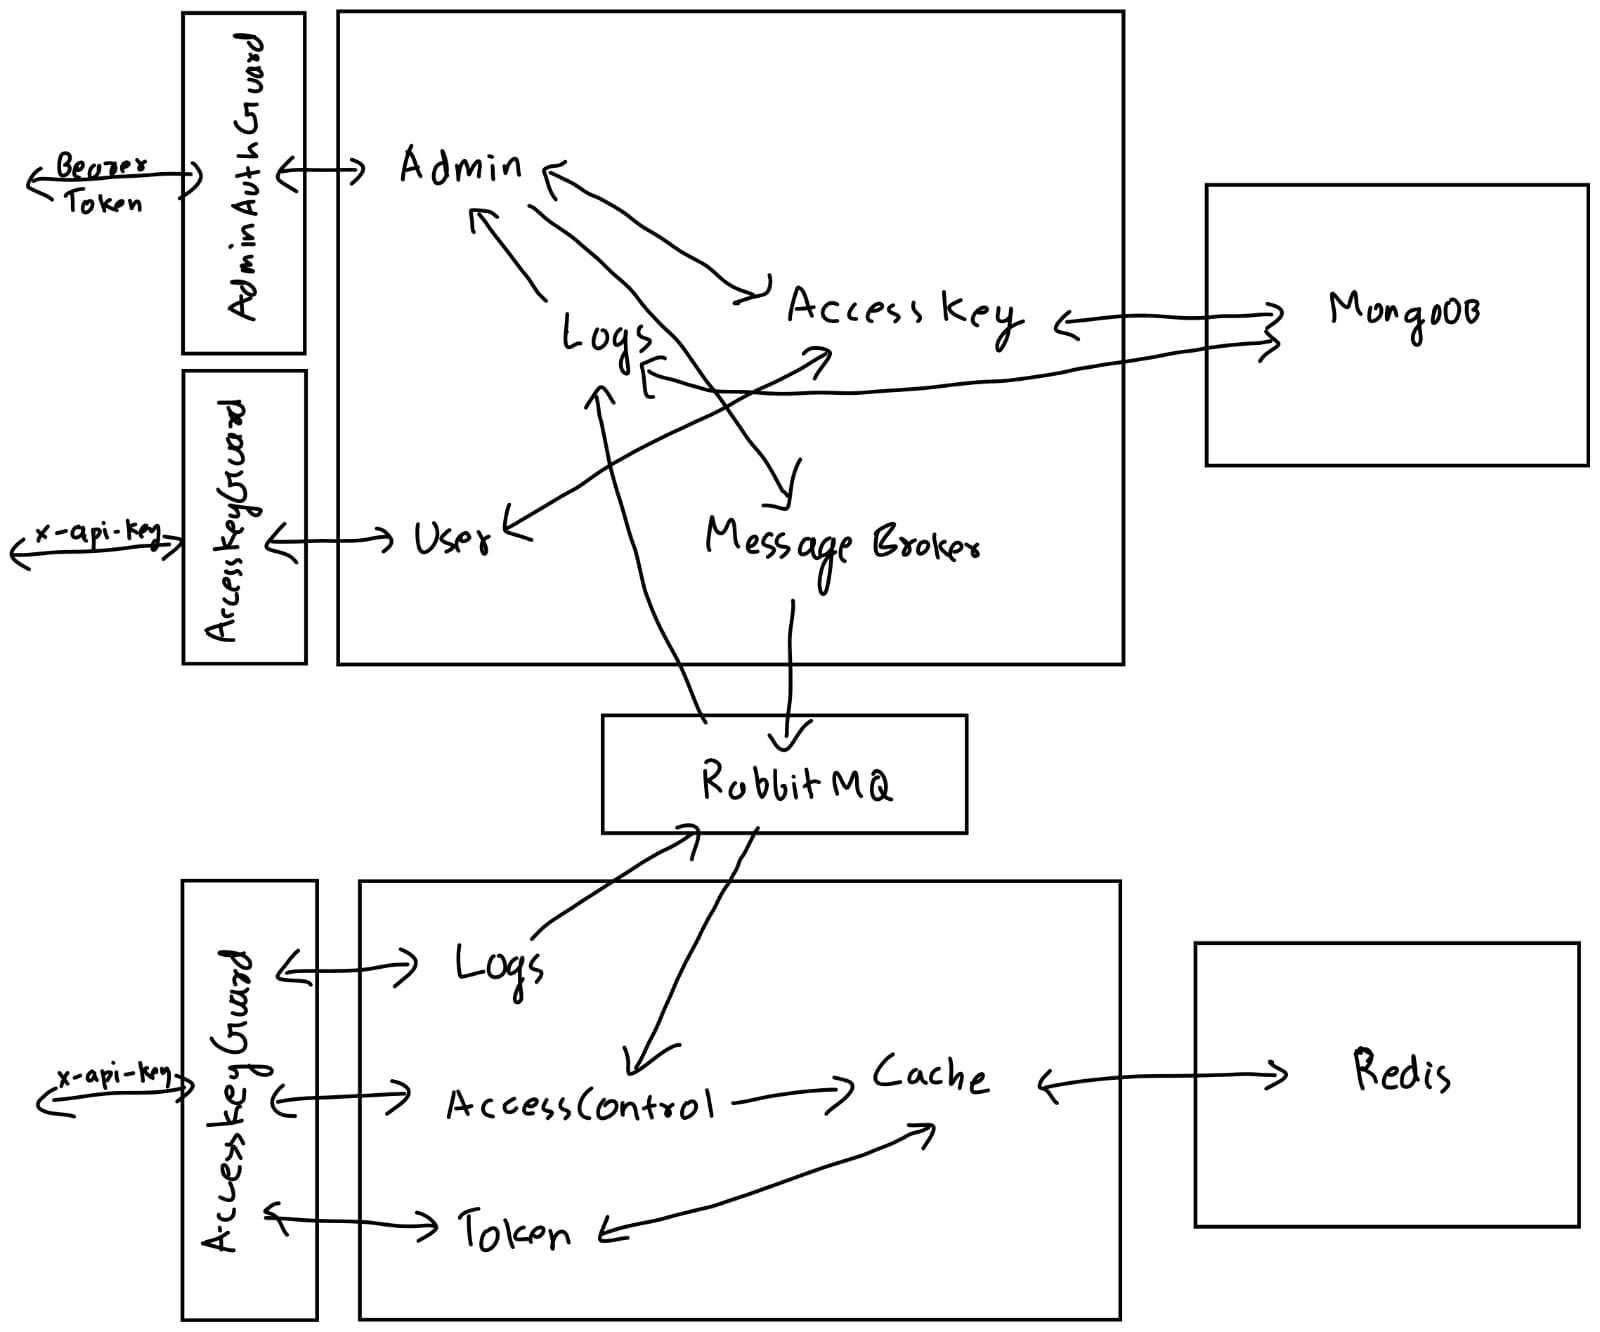 AdminAuthGuard
Bearer
Token
Admin
Access Key
MongoDB
Logs
AccessKeyGuard
x-api-key
User
Message Broker
RabbitMQ
AccessKeyGuard
Logs
x-api-key
AccessControl
Cache
Redis
Token